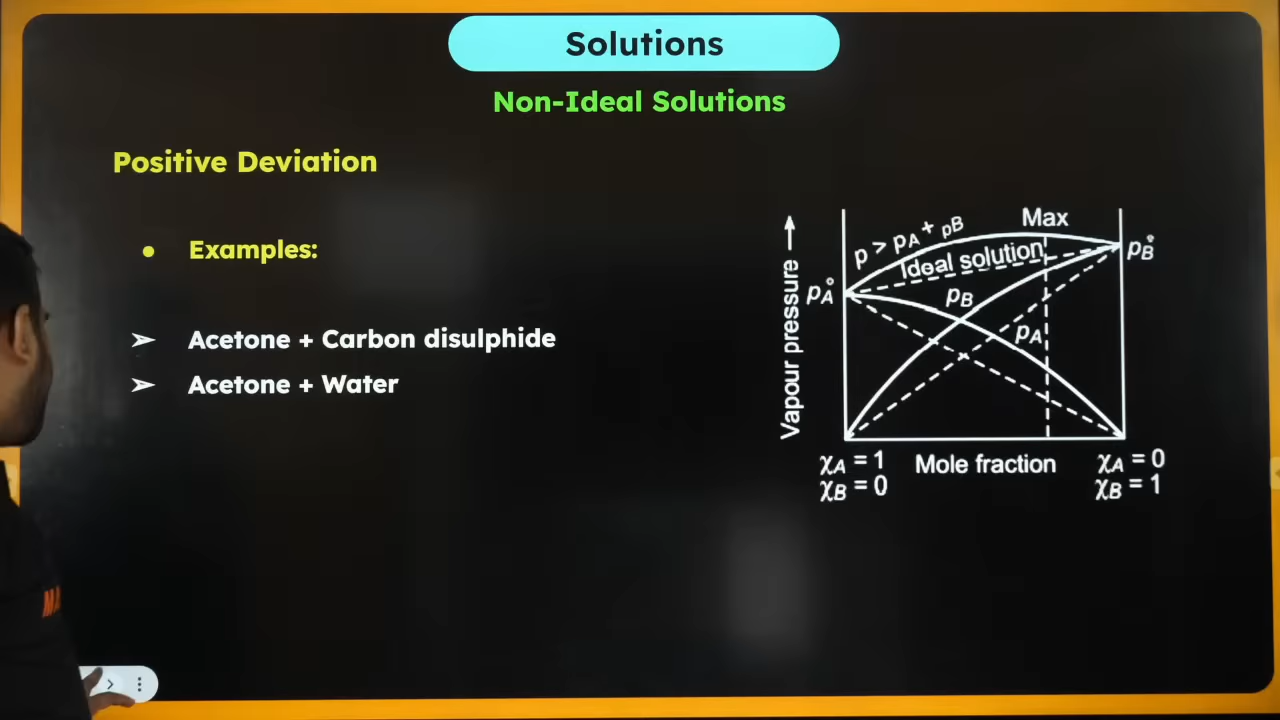 Solutions
Non-Ideal Solutions
Positive Deviation
• Examples:
➢ Acetone + Carbon disulphide
➢ Acetone + Water
Max
p > pA + pB
Ideal solution
pB°
pA°
pB
pA
Vapour pressure →
χA = 1
χB = 0
Mole fraction
χA = 0
χB = 1